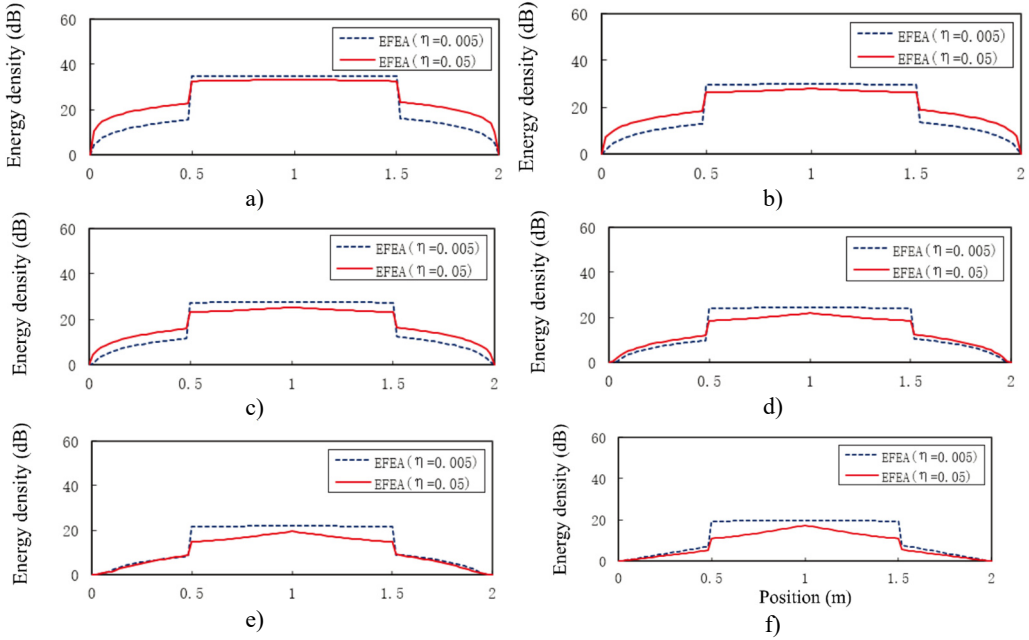 Energy density (dB)
60
40
20
0
EFEA(η=0.005)
EFEA(η=0.05)
0 0.5 1 1.5 2
a)
Energy density (dB)
60
40
20
0
EFEA(η=0.005)
EFEA(η=0.05)
0 0.5 1 1.5 2
b)
Energy density (dB)
60
40
20
0
EFEA(η=0.005)
EFEA(η=0.05)
0 0.5 1 1.5 2
c)
Energy density (dB)
60
40
20
0
EFEA(η=0.005)
EFEA(η=0.05)
0 0.5 1 1.5 2
d)
Energy density (dB)
60
40
20
0
EFEA(η=0.005)
EFEA(η=0.05)
0 0.5 1 1.5 2
e)
Energy density (dB)
60
40
20
0
EFEA(η=0.005)
EFEA(η=0.05)
0 0.5 1 1.5 2
Position (m)
f)